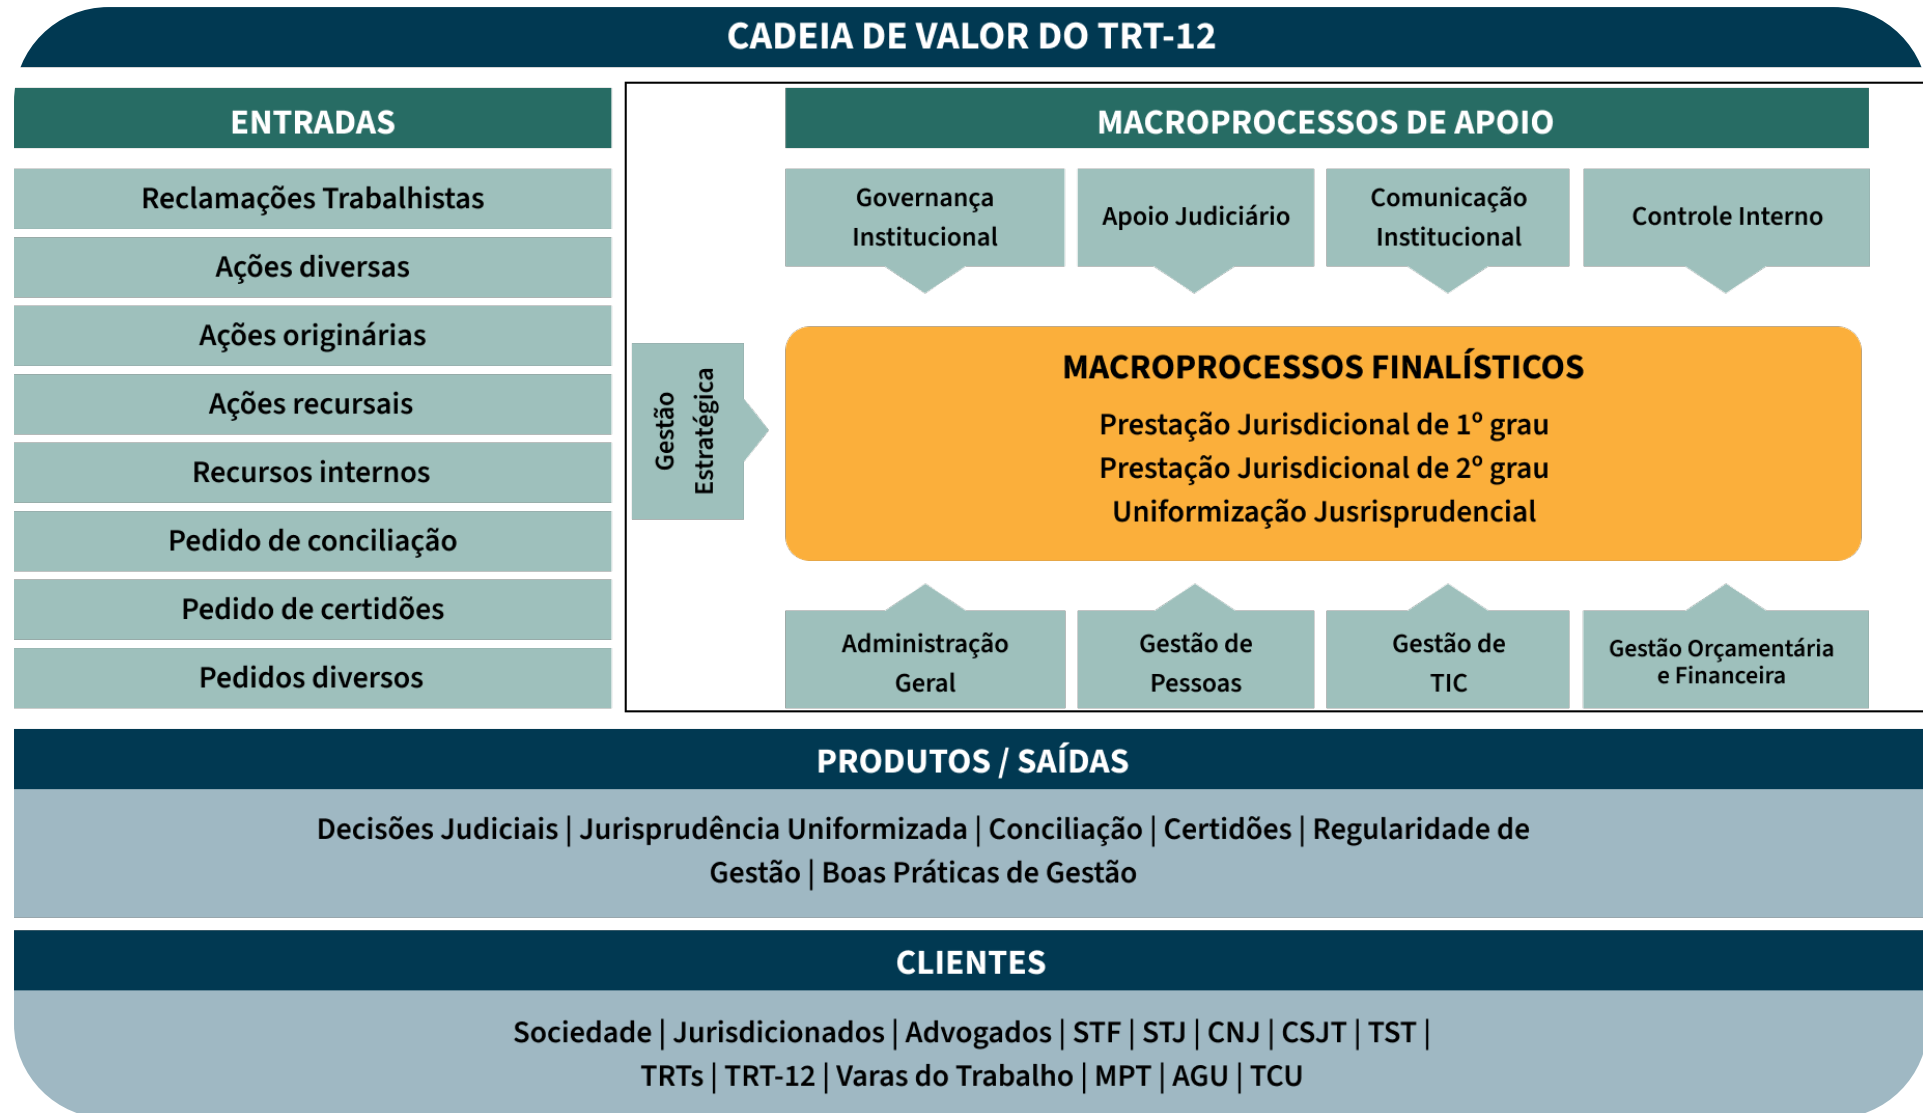 CADEIA DE VALOR DO TRT-12
ENTRADAS
Reclamações Trabalhistas
Ações diversas
Ações originárias
Ações recursais
Recursos internos
Pedido de conciliação
Pedido de certidões
Pedidos diversos
MACROPROCESSOS DE APOIO
Governança
Institucional
Apoio Judiciário
Comunicação
Institucional
Controle Interno
Gestão
Estratégica
MACROPROCESSOS FINALÍSTICOS
Prestação Jurisdicional de 1º grau
Prestação Jurisdicional de 2º grau
Uniformização Jusrisprudencial
Administração
Geral
Gestão de
Pessoas
Gestão de
TIC
Gestão Orçamentária
e Financeira
PRODUTOS / SAÍDAS
Decisões Judiciais | Jurisprudência Uniformizada | Conciliação | Certidões | Regularidade de
Gestão | Boas Práticas de Gestão
CLIENTES
Sociedade | Jurisdicionados | Advogados | STF | STJ | CNJ | CSJT | TST |
TRTs | TRT-12 | Varas do Trabalho | MPT | AGU | TCU